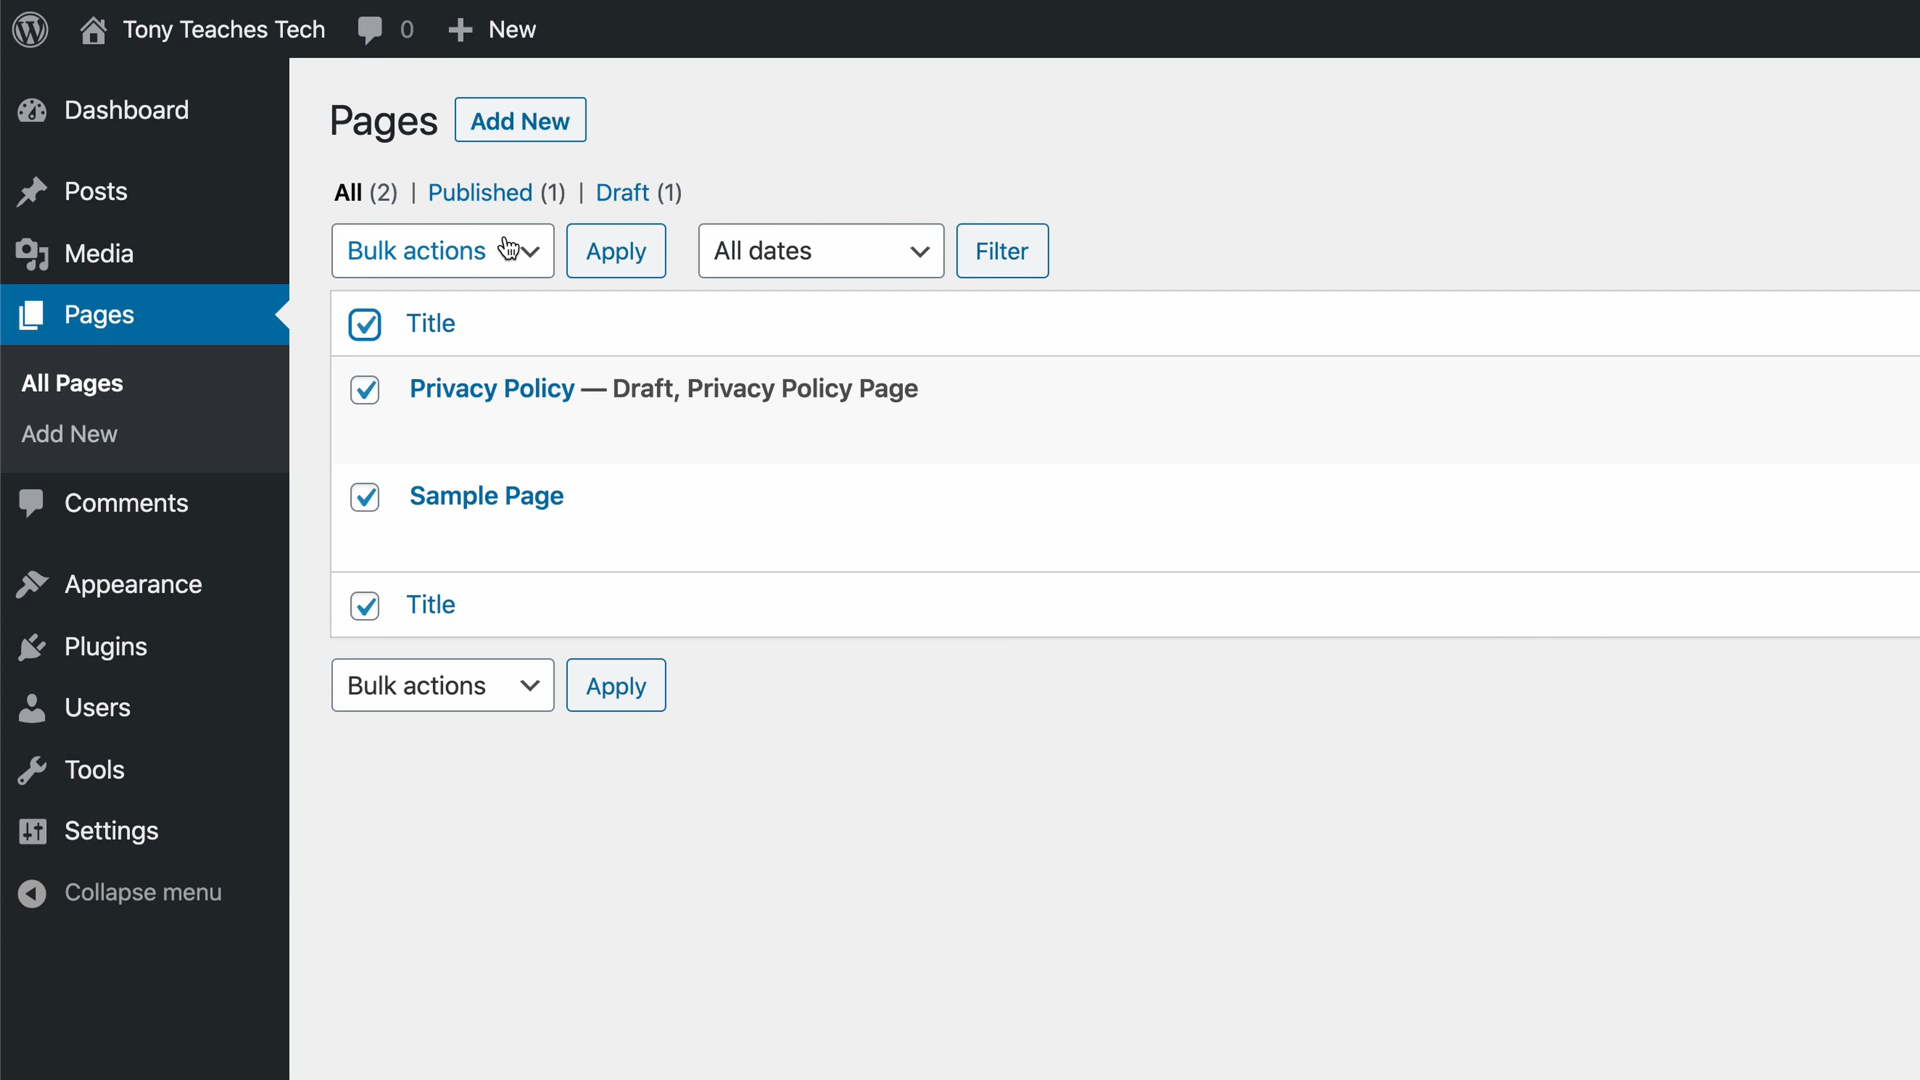 Tony Teaches Tech 0 New
Dashboard
Posts
Media
Pages
All Pages
Add New
Comments
Appearance
Plugins
Users
Tools
Settings
Collapse menu
Pages Add New
All (2) | Published (1) | Draft (1)
Bulk actions Apply All dates Filter
Title
Privacy Policy — Draft, Privacy Policy Page
Sample Page
Title
Bulk actions Apply